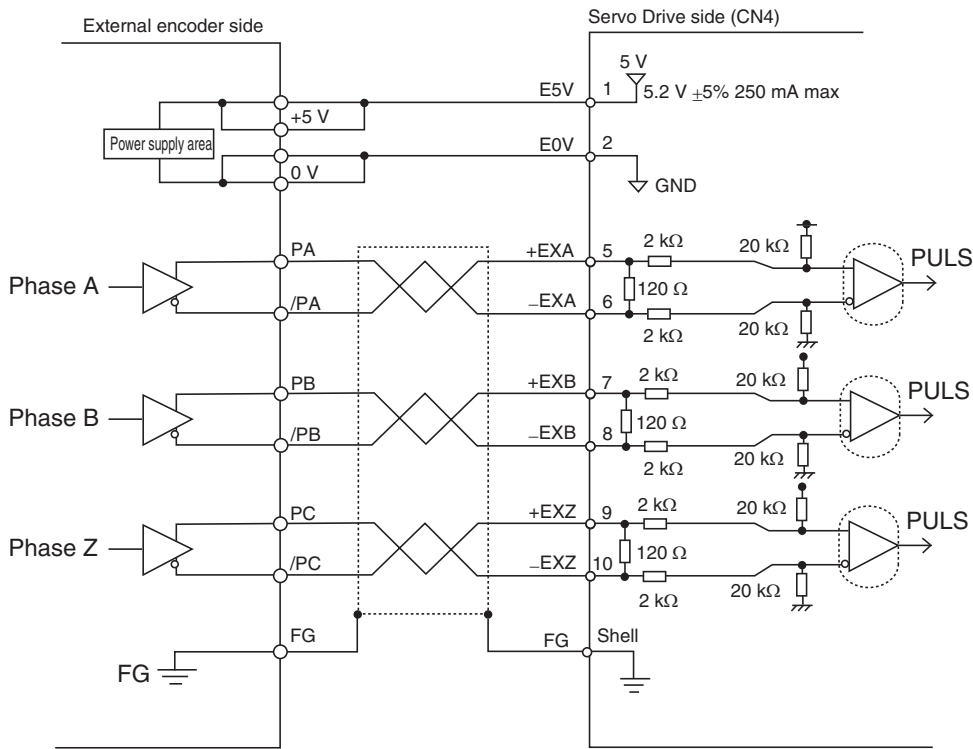 External encoder side
Servo Drive side (CN4)
5 V
E5V
1
5.2 V ±5% 250 mA max
+5 V
Power supply area
E0V
2
0 V
GND
Phase A
PA
/PA
+EXA
5
–EXA
6
2 kΩ
120 Ω
2 kΩ
20 kΩ
20 kΩ
PULS
Phase B
PB
/PB
+EXB
7
–EXB
8
2 kΩ
120 Ω
2 kΩ
20 kΩ
20 kΩ
PULS
Phase Z
PC
/PC
+EXZ
9
–EXZ
10
2 kΩ
120 Ω
2 kΩ
20 kΩ
20 kΩ
PULS
FG
FG
FG
Shell